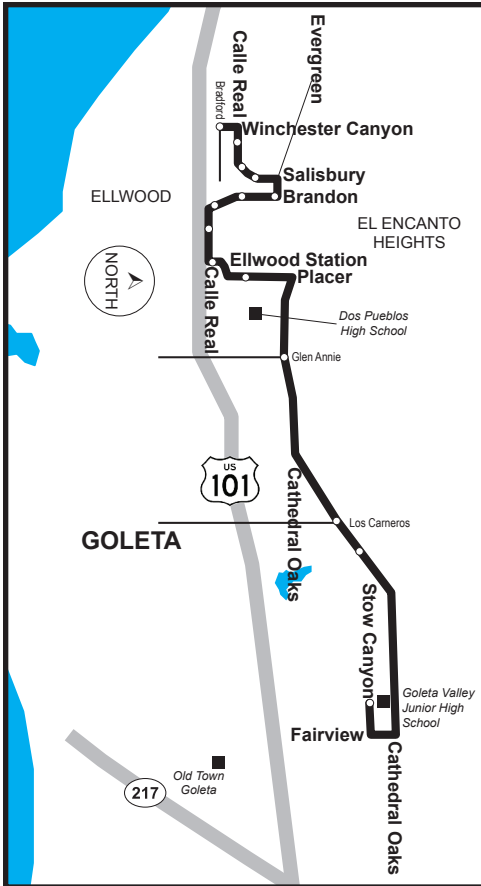 Evergreen
Calle Real
Bradford
Winchester Canyon
Salisbury
Brandon
ELLWOOD
EL ENCANTO
HEIGHTS
NORTH
Ellwood Station
Placer
Calle Real
Dos Pueblos
High School
Glen Annie
US
101
Cathedral Oaks
Los Carneros
GOLETA
Stow Canyon
Goleta Valley
Junior High
School
Fairview
Cathedral Oaks
Old Town
Goleta
217